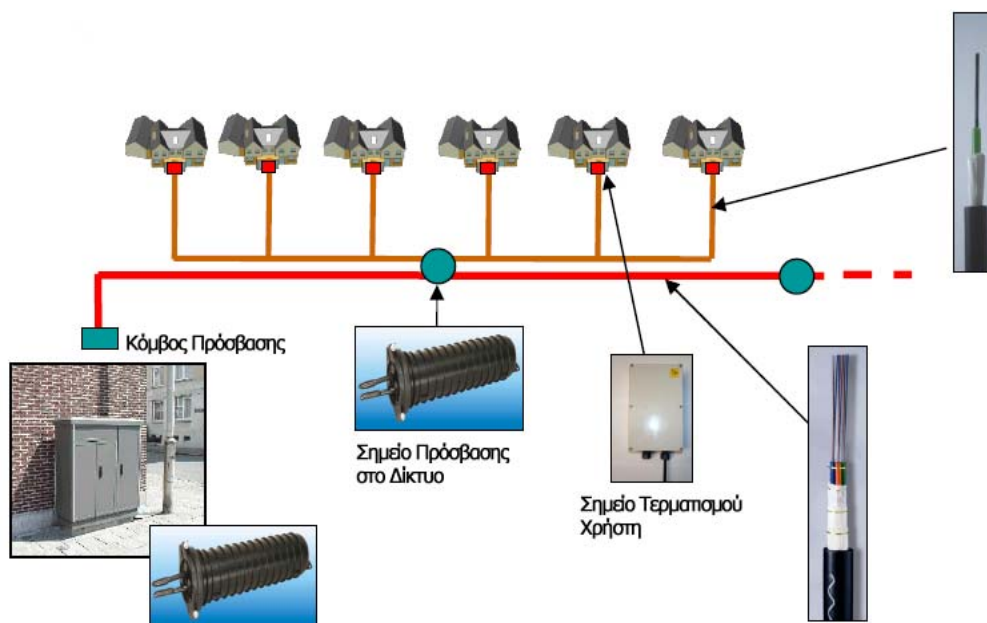 Κόμβος Πρόσβασης
Σημείο Πρόσβασης
στο Δίκτυο
Σημείο Τερματισμού
Χρήστη